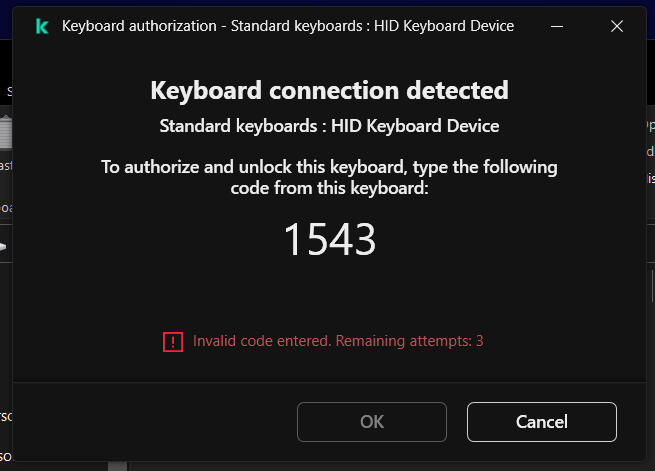 Keyboard authorization - Standard keyboards : HID Keyboard Device
Keyboard connection detected
Standard keyboards : HID Keyboard Device
To authorize and unlock this keyboard, type the following
code from this keyboard:
1543
Invalid code entered. Remaining attempts: 3
OK
Cancel